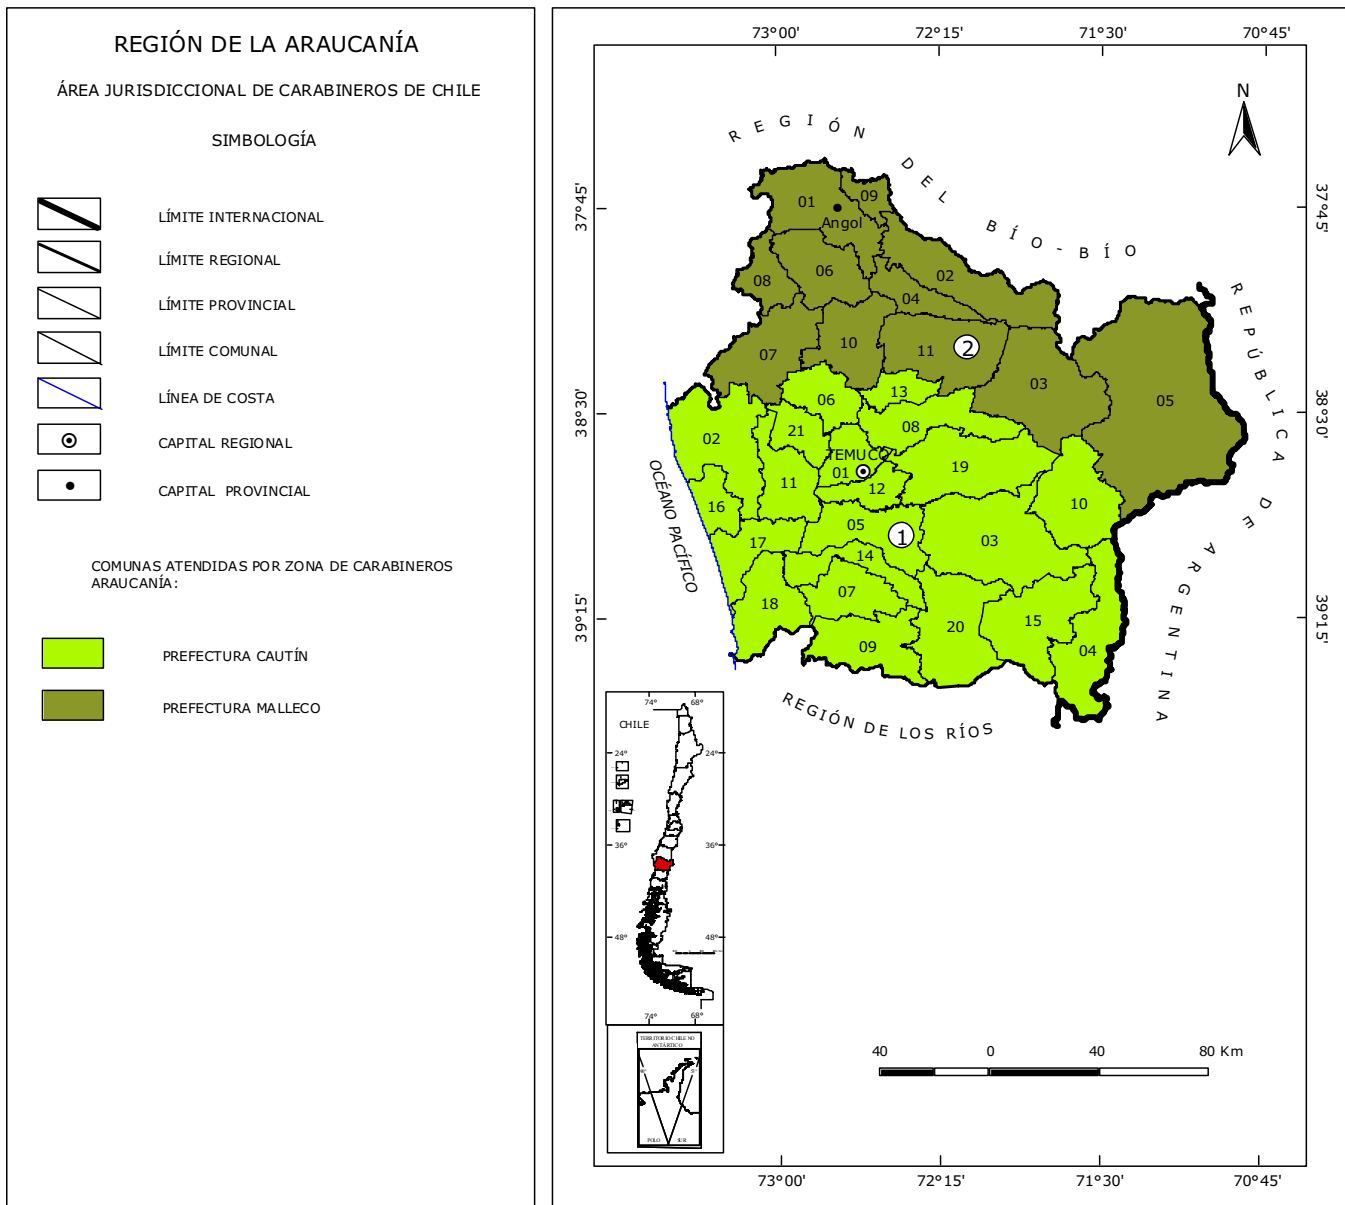 REGIÓN DE LA ARAUCANÍA
ÁREA JURISDICCIONAL DE CARABINEROS DE CHILE
SIMBOLOGÍA
LÍMITE INTERNACIONAL
LÍMITE REGIONAL
LÍMITE PROVINCIAL
LÍMITE COMUNAL
LÍNEA DE COSTA
CAPITAL REGIONAL
CAPITAL PROVINCIAL
COMUNAS ATENDIDAS POR ZONA DE CARABINEROS
ARAUCANÍA:
PREFECTURA CAUTÍN
PREFECTURA MALLECO
73°00' 72°15' 71°30' 70°45'
N
REGIÓN DEL BÍO-BÍO
37°45' 37°45'
01 09
Angol
08 06 02
04
REPÚBLICA DE ARGENTINA
07 10 11 2
03 05
38°30' 38°30'
13
06
02 21 08
TEMUCO
01 19
11 12
16 10
OCÉANO PACÍFICO
05 1 03
17
14
07
18 20 15
39°15' 39°15'
09 04
REGIÓN DE LOS RÍOS
74° 68°
CHILE
24° 24°
36° 36°
48° 48°
74° 68°
TERRITORIO CHILENO
ANTÁRTICO
POLO SUR
40 0 40 80 Km
73°00' 72°15' 71°30' 70°45'